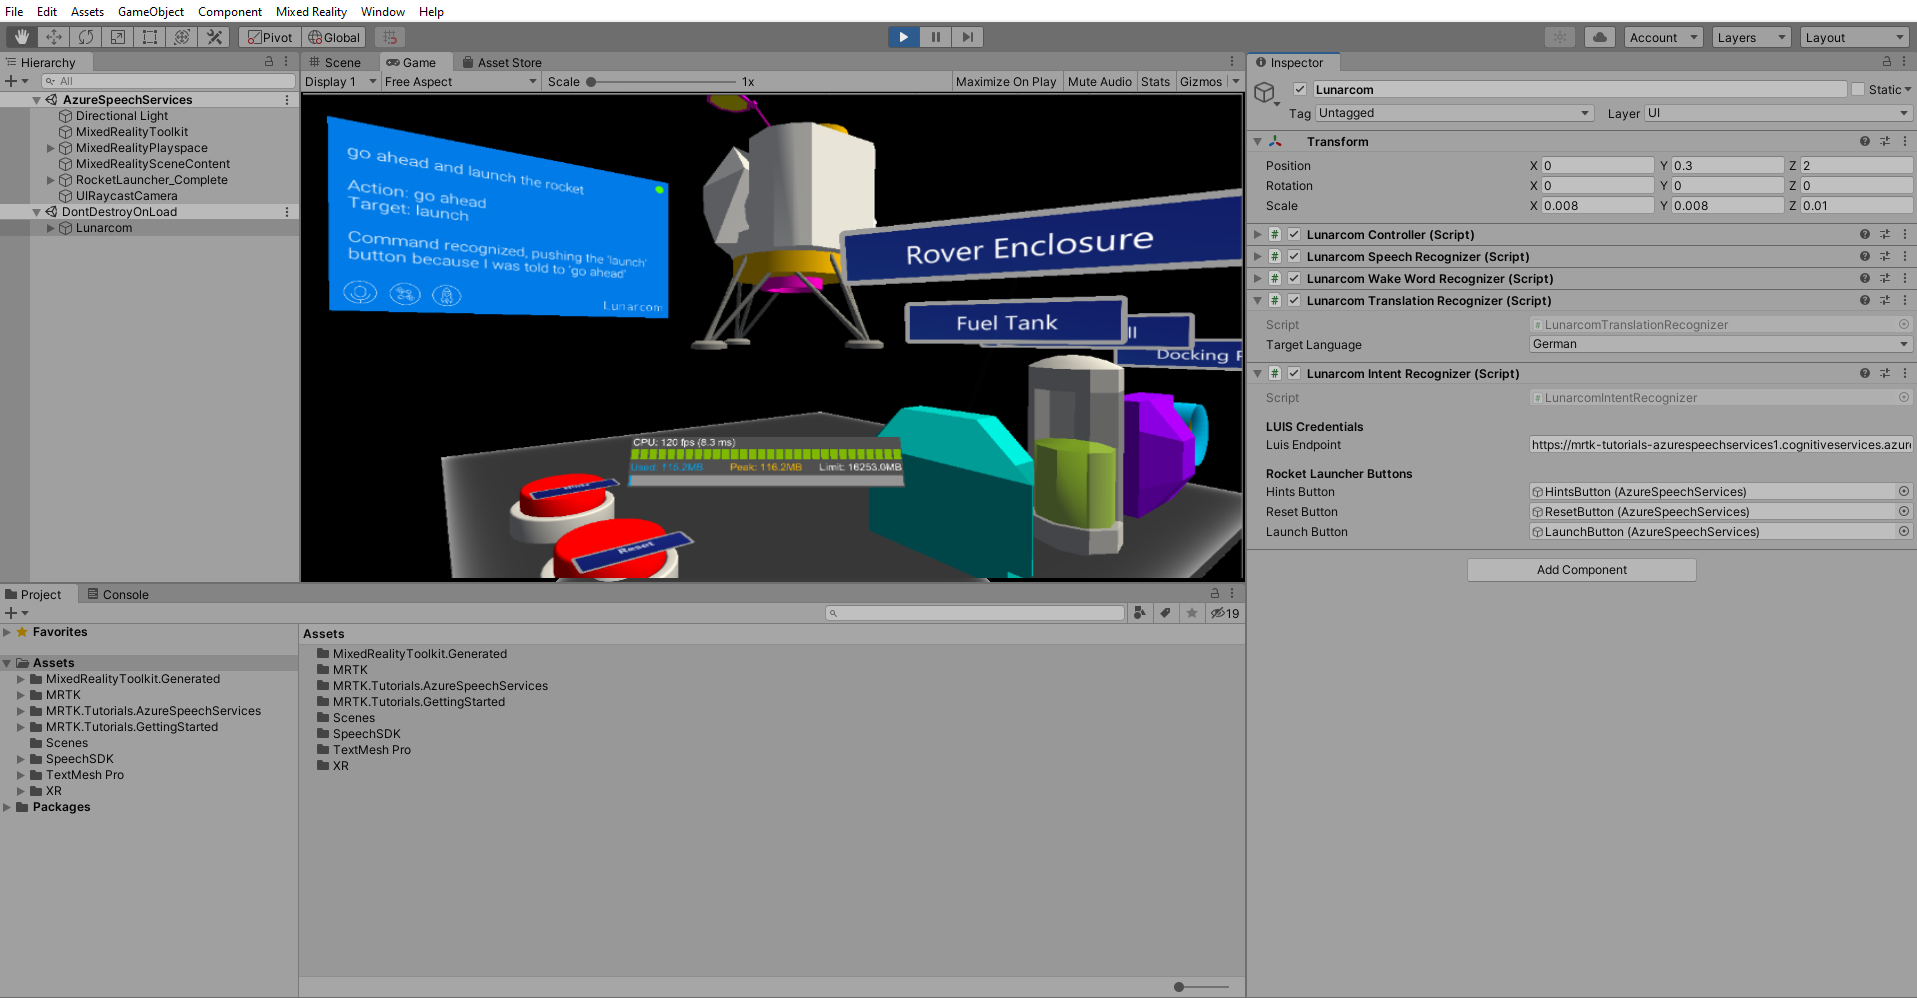 File Edit Assets GameObject Component Mixed Reality Window Help
Pivot Global Account Layers Layout
Hierarchy
All
AzureSpeechServices
Directional Light
MixedRealityToolkit
MixedRealityPlayspace
MixedRealitySceneContent
RocketLauncher_Complete
UIRaycastCamera
DontDestroyOnLoad
Lunarcom
Scene Game Asset Store
Display 1 Free Aspect Scale 1x Maximize On Play Mute Audio Stats Gizmos
go ahead and launch the rocket
Action: go ahead
Target: launch
Command recognized, pushing the 'launch'
button because I was told to 'go ahead'
Lunarcom
Rover Enclosure
Fuel Tank
ll
Docking
CPU: 120 fps (8.3 ms)
Used: 115.2MB Peak: 116.2MB Limit: 16253.0MB
Reset
Inspector
Lunarcom Static
Tag Untagged Layer UI
Transform
Position X 0 Y 0.3 Z 2
Rotation X 0 Y 0 Z 0
Scale X 0.008 Y 0.008 Z 0.01
# Lunarcom Controller (Script)
# Lunarcom Speech Recognizer (Script)
# Lunarcom Wake Word Recognizer (Script)
# Lunarcom Translation Recognizer (Script)
Script # LunarcomTranslationRecognizer
Target Language German
# Lunarcom Intent Recognizer (Script)
Script # LunarcomIntentRecognizer
LUIS Credentials
Luis Endpoint https://mrtk-tutorials-azurespeechservices1.cognitiveservices.azure
Rocket Launcher Buttons
Hints Button HintsButton (AzureSpeechServices)
Reset Button ResetButton (AzureSpeechServices)
Launch Button LaunchButton (AzureSpeechServices)
Add Component
Project Console
19
Favorites
Assets
MixedRealityToolkit.Generated
MRTK
MRTK.Tutorials.AzureSpeechServices
MRTK.Tutorials.GettingStarted
Scenes
SpeechSDK
TextMesh Pro
XR
Packages
Assets
MixedRealityToolkit.Generated
MRTK
MRTK.Tutorials.AzureSpeechServices
MRTK.Tutorials.GettingStarted
Scenes
SpeechSDK
TextMesh Pro
XR